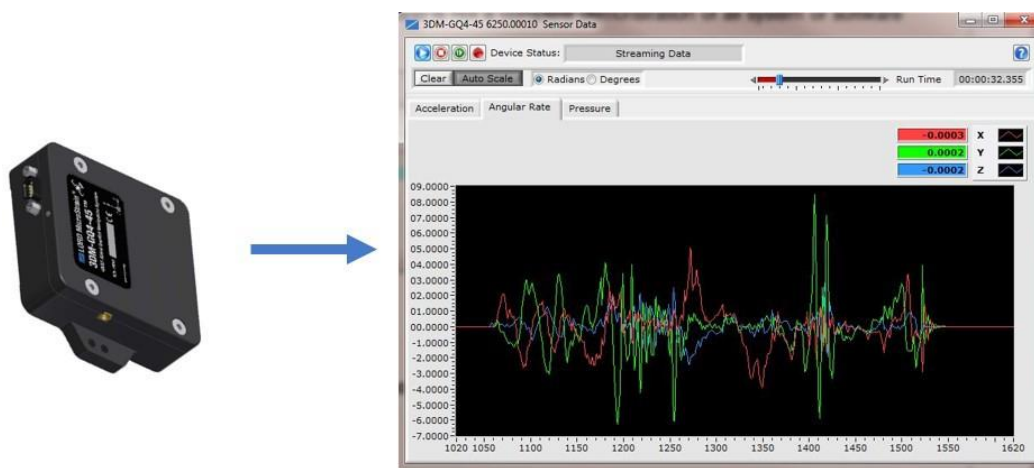 3DM-GQ4-45 6250.00010 Sensor Data
Device Status: Streaming Data
Clear Auto Scale Radians Degrees Run Time 00:00:32.355
Acceleration Angular Rate Pressure
-0.0003 X
0.0002 Y
-0.0002 Z
09.0000
08.0000
07.0000
06.0000
05.0000
04.0000
03.0000
02.0000
01.0000
00.0000
-1.0000
-2.0000
-3.0000
-4.0000
-5.0000
-6.0000
-7.0000
1020 1050 1100 1150 1200 1250 1300 1350 1400 1450 1500 1550 1620
LORD MicroStrain
3DM-GQ4-45